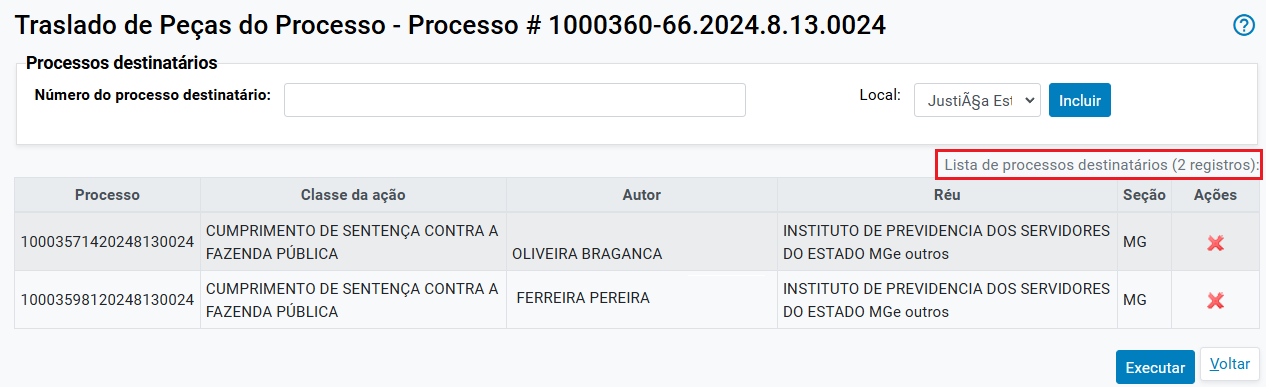 Traslado de Peças do Processo - Processo # 1000360-66.2024.8.13.0024
?
Processos destinatários
Número do processo destinatário:
Local: JustiÃ§a Est Incluir
Lista de processos destinatários (2 registros):
Processo Classe da ação Autor Réu Seção Ações
10003571420248130024 CUMPRIMENTO DE SENTENÇA CONTRA A FAZENDA PÚBLICA OLIVEIRA BRAGANCA INSTITUTO DE PREVIDENCIA DOS SERVIDORES DO ESTADO MGe outros MG
10003598120248130024 CUMPRIMENTO DE SENTENÇA CONTRA A FAZENDA PÚBLICA FERREIRA PEREIRA INSTITUTO DE PREVIDENCIA DOS SERVIDORES DO ESTADO MGe outros MG
Executar Voltar